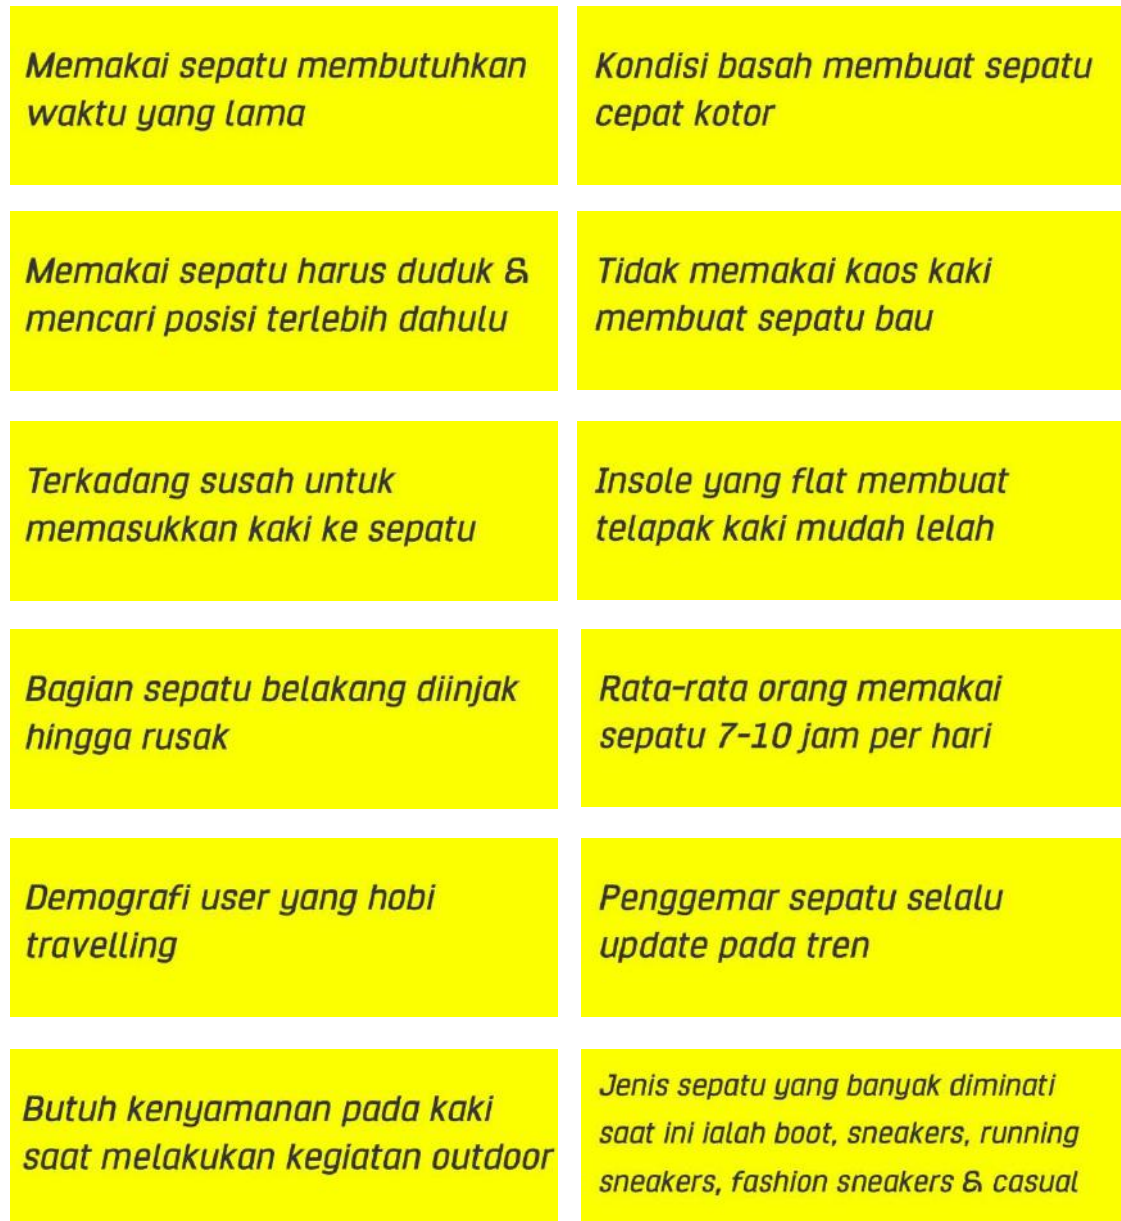 Memakai sepatu membutuhkan
waktu yang lama
Kondisi basah membuat sepatu
cepat kotor
Memakai sepatu harus duduk &
mencari posisi terlebih dahulu
Tidak memakai kaos kaki
membuat sepatu bau
Terkadang susah untuk
memasukkan kaki ke sepatu
Insole yang flat membuat
telapak kaki mudah lelah
Bagian sepatu belakang diinjak
hingga rusak
Rata-rata orang memakai
sepatu 7-10 jam per hari
Demografi user yang hobi
travelling
Penggemar sepatu selalu
update pada tren
Butuh kenyamanan pada kaki
saat melakukan kegiatan outdoor
Jenis sepatu yang banyak diminati
saat ini ialah boot, sneakers, running
sneakers, fashion sneakers & casual